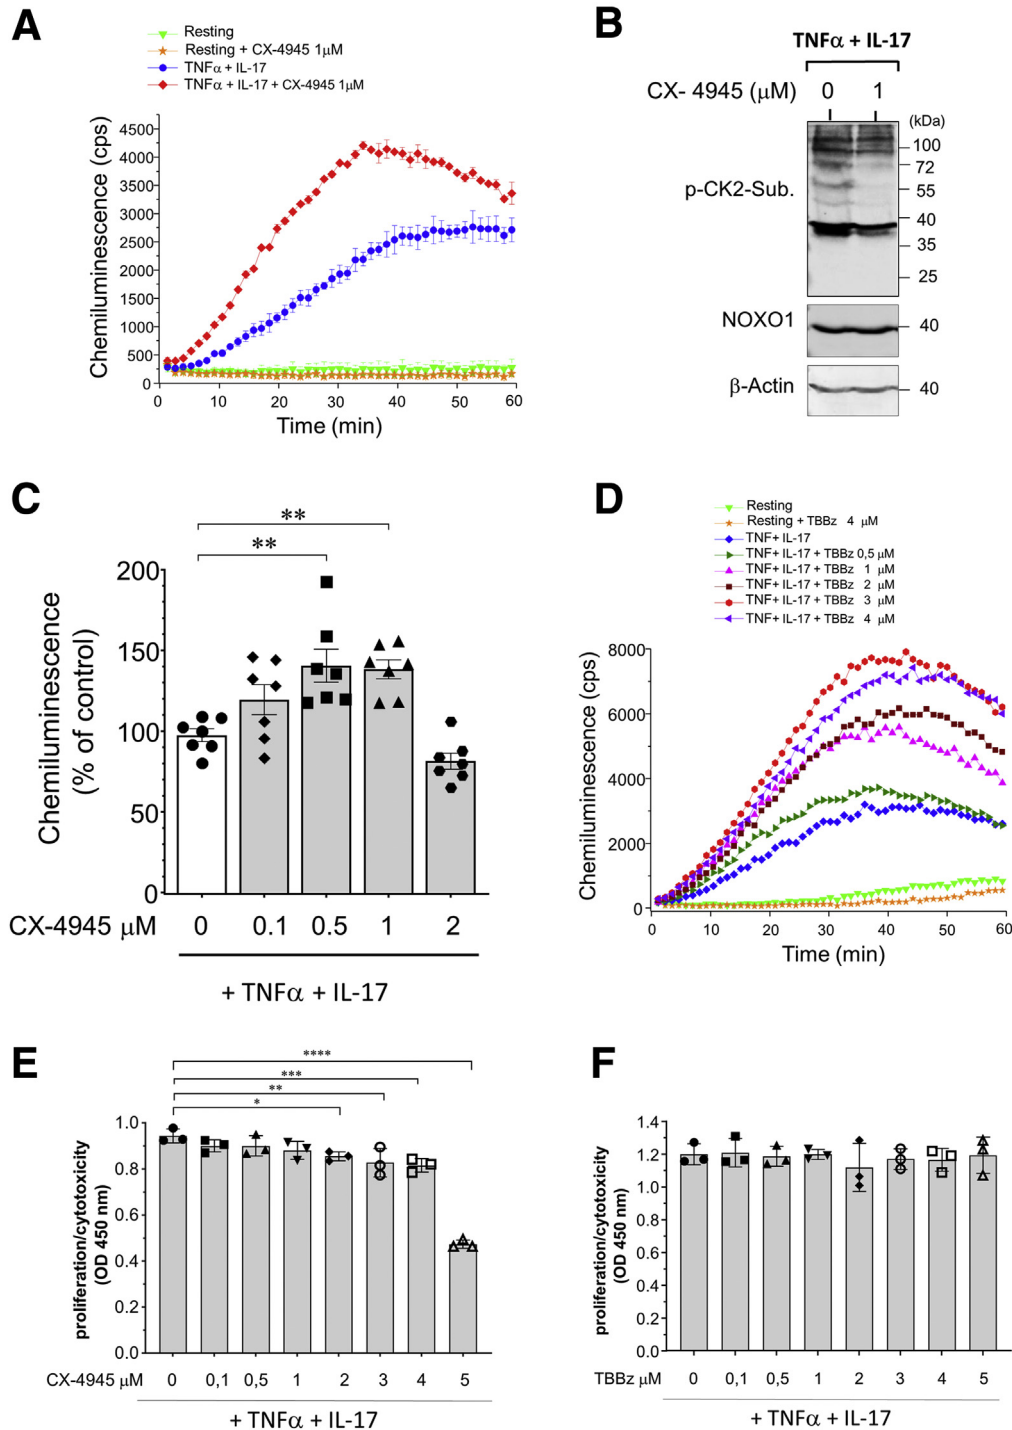 A
Resting
Resting + CX-4945 1μM
TNFα + IL-17
TNFα + IL-17 + CX-4945 1μM
Chemiluminescence (cps)
4500
4000
3500
3000
2500
2000
1500
1000
500
0
0 10 20 30 40 50 60
Time (min)
B
TNFα + IL-17
CX- 4945 (μM) 0 1
(kDa)
p-CK2-Sub.
100
72
55
40
35
25
NOXO1 40
β-Actin 40
C
** 
**
Chemiluminescence
(% of control)
200
150
100
50
0
CX-4945 μM 0 0.1 0.5 1 2
+ TNFα + IL-17
D
Resting
Resting + TBBz 4 μM
TNF+ IL-17
TNF+ IL-17 + TBBz 0,5 μM
TNF+ IL-17 + TBBz 1 μM
TNF+ IL-17 + TBBz 2 μM
TNF+ IL-17 + TBBz 3 μM
TNF+ IL-17 + TBBz 4 μM
Chemiluminescence (cps)
8000
6000
4000
2000
0
0 10 20 30 40 50 60
Time (min)
E
****
***
**
*
proliferation/cytotoxicity
(OD 450 nm)
1.0
0.8
0.6
0.4
0.2
0.0
CX-4945 μM 0 0,1 0,5 1 2 3 4 5
+ TNFα + IL-17
F
proliferation/cytotoxicity
(OD 450 nm)
1.4
1.2
1.0
0.8
0.6
0.4
0.2
0.0
TBBz μM 0 0,1 0,5 1 2 3 4 5
+ TNFα + IL-17